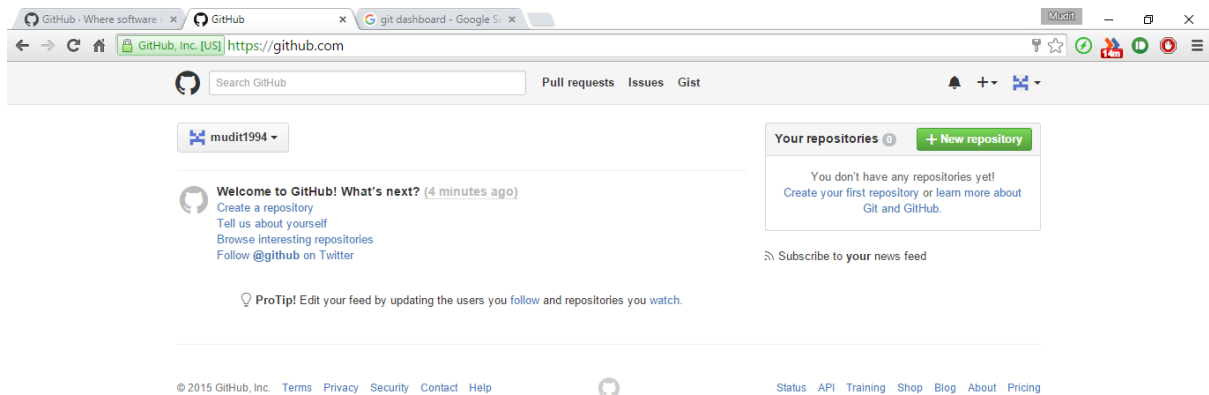 GitHub · Where software i
GitHub
git dashboard - Google Se
Mudit
GitHub, Inc. [US] https://github.com
14m
Search GitHub
Pull requests Issues Gist
mudit1994
Your repositories 0
New repository
You don't have any repositories yet!
Create your first repository or learn more about
Git and GitHub.
Welcome to GitHub! What's next? (4 minutes ago)
Create a repository
Tell us about yourself
Browse interesting repositories
Follow @github on Twitter
Subscribe to your news feed
ProTip! Edit your feed by updating the users you follow and repositories you watch.
© 2015 GitHub, Inc. Terms Privacy Security Contact Help
Status API Training Shop Blog About Pricing